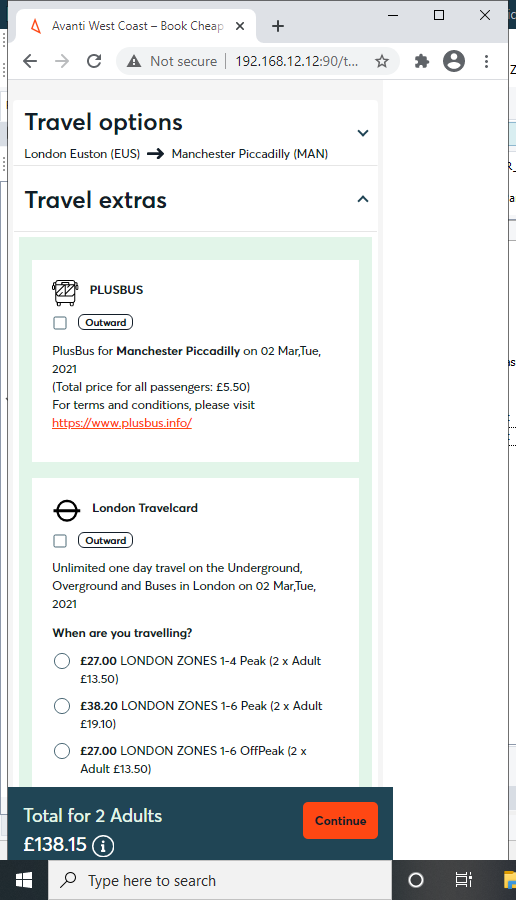 Avanti West Coast – Book Cheap
Not secure | 192.168.12.12:90/t...
Travel options
London Euston (EUS) → Manchester Piccadilly (MAN)
Travel extras
PLUSBUS
Outward
PlusBus for Manchester Piccadilly on 02 Mar,Tue,
2021
(Total price for all passengers: £5.50)
For terms and conditions, please visit
https://www.plusbus.info/
London Travelcard
Outward
Unlimited one day travel on the Underground,
Overground and Buses in London on 02 Mar,Tue,
2021
When are you travelling?
£27.00 LONDON ZONES 1-4 Peak (2 x Adult
£13.50)
£38.20 LONDON ZONES 1-6 Peak (2 x Adult
£19.10)
£27.00 LONDON ZONES 1-6 OffPeak (2 x
Adult £13.50)
Total for 2 Adults
£138.15
Continue
Type here to search